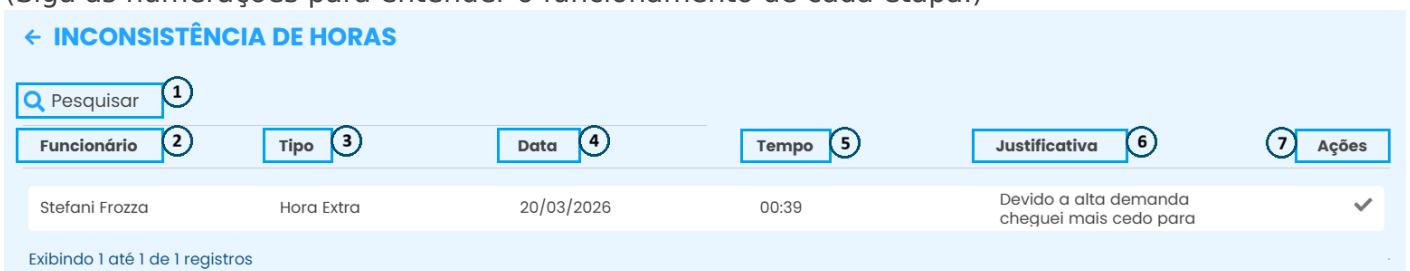 (Siga as numerações para entender o funcionamento de cada etapa.)
← INCONSISTÊNCIA DE HORAS
Pesquisar 1
Funcionário 2 Tipo 3 Data 4 Tempo 5 Justificativa 6 7 Ações
Stefani Frozza Hora Extra 20/03/2026 00:39 Devido a alta demanda
cheguei mais cedo para
Exibindo 1 até 1 de 1 registros